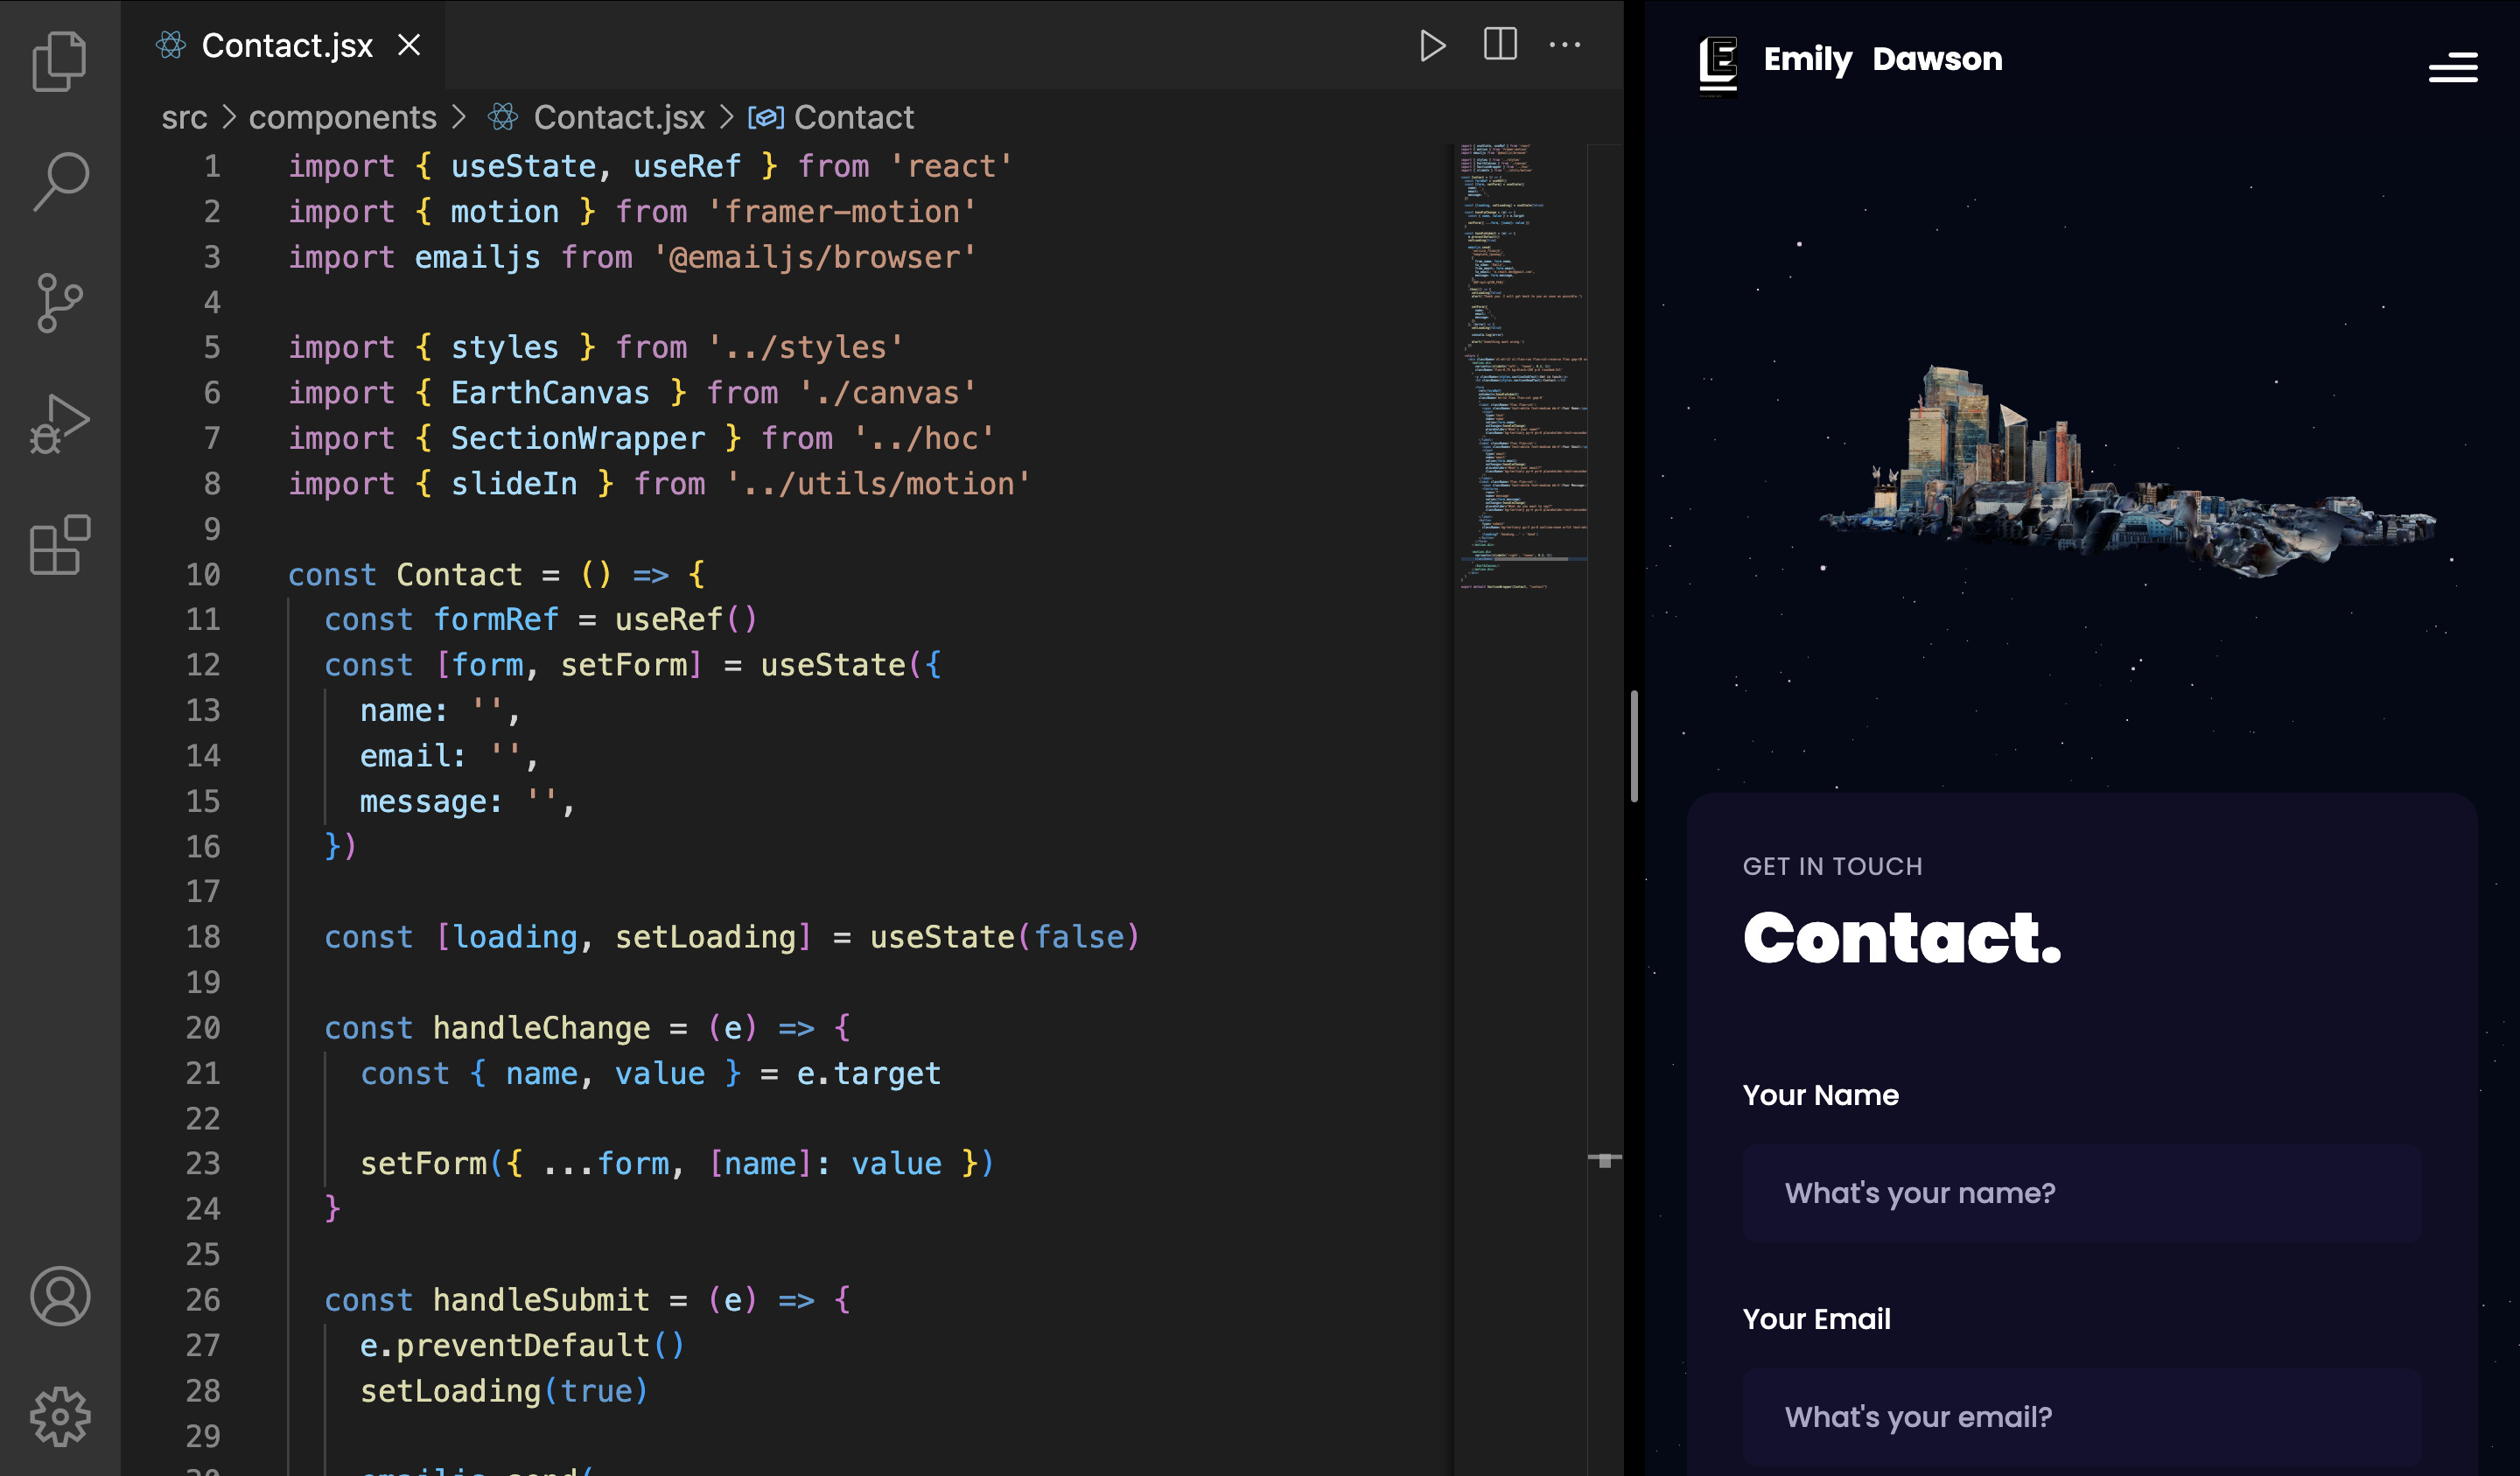 Contact.jsx
src > components > Contact.jsx > Contact
1 import { useState, useRef } from 'react'
2 import { motion } from 'framer-motion'
3 import emailjs from '@emailjs/browser'
4
5 import { styles } from '../styles'
6 import { EarthCanvas } from './canvas'
7 import { SectionWrapper } from '../hoc'
8 import { slideIn } from '../utils/motion'
9
10 const Contact = () => {
11 const formRef = useRef()
12 const [form, setForm] = useState({
13 name: '',
14 email: '',
15 message: '',
16 })
17
18 const [loading, setLoading] = useState(false)
19
20 const handleChange = (e) => {
21 const { name, value } = e.target
22
23 setForm({ ...form, [name]: value })
24 }
25
26 const handleSubmit = (e) => {
27 e.preventDefault()
28 setLoading(true)
29
30 emailjs.send(
Emily Dawson
GET IN TOUCH
Contact.
Your Name
What's your name?
Your Email
What's your email?